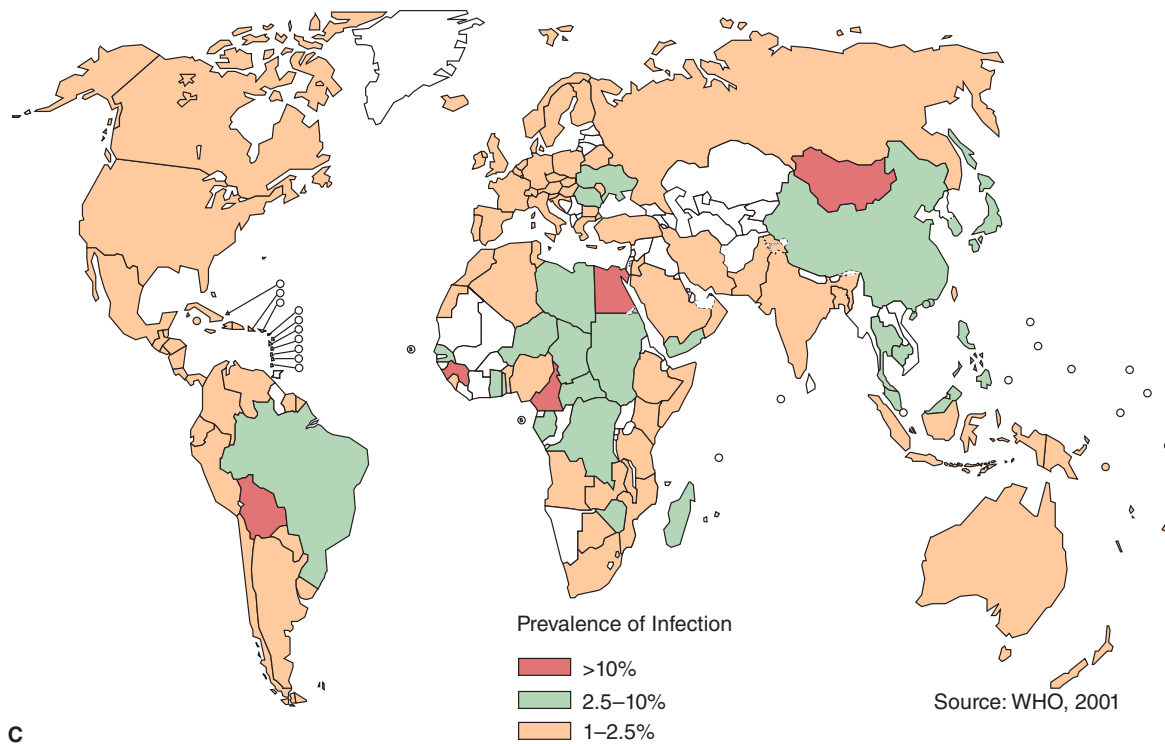 Prevalence of Infection
>10%
2.5–10%
1–2.5%
Source: WHO, 2001
C